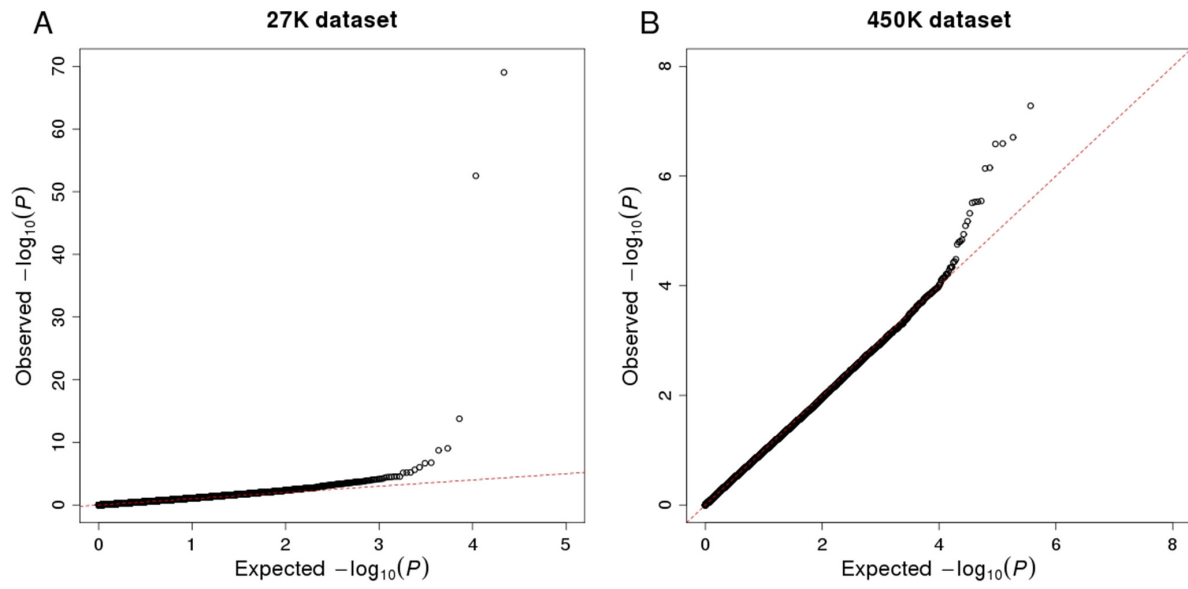 A
27K dataset
70
60
50
40
30
20
10
0
Observed −log₁₀(P)
0 1 2 3 4 5
Expected −log₁₀(P)
B
450K dataset
8
6
4
2
0
Observed −log₁₀(P)
0 2 4 6 8
Expected −log₁₀(P)